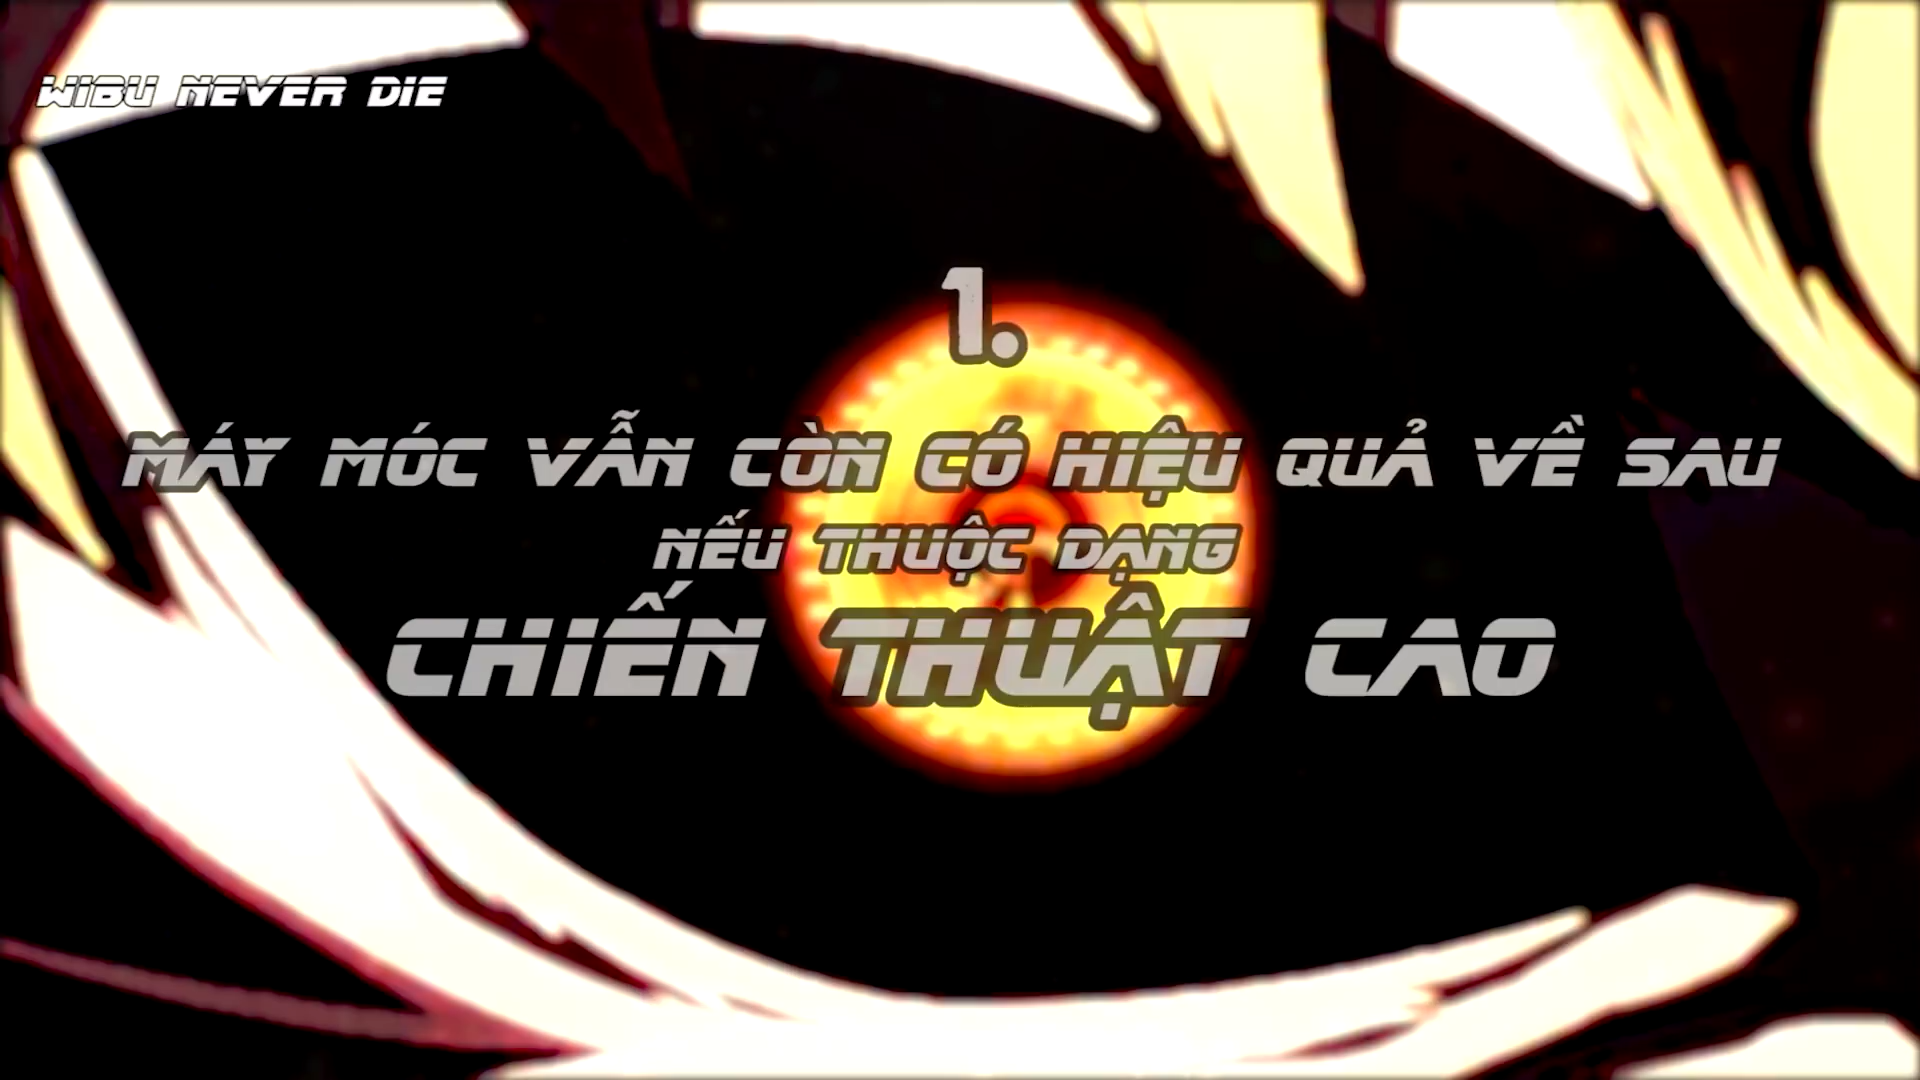 WIBU NEVER DIE
1.
MÁY MÓC VẪN CÒN CÓ HIỆU QUẢ VỀ SAU
NẾU THUỘC DẠNG
CHIẾN THUẬT CAO